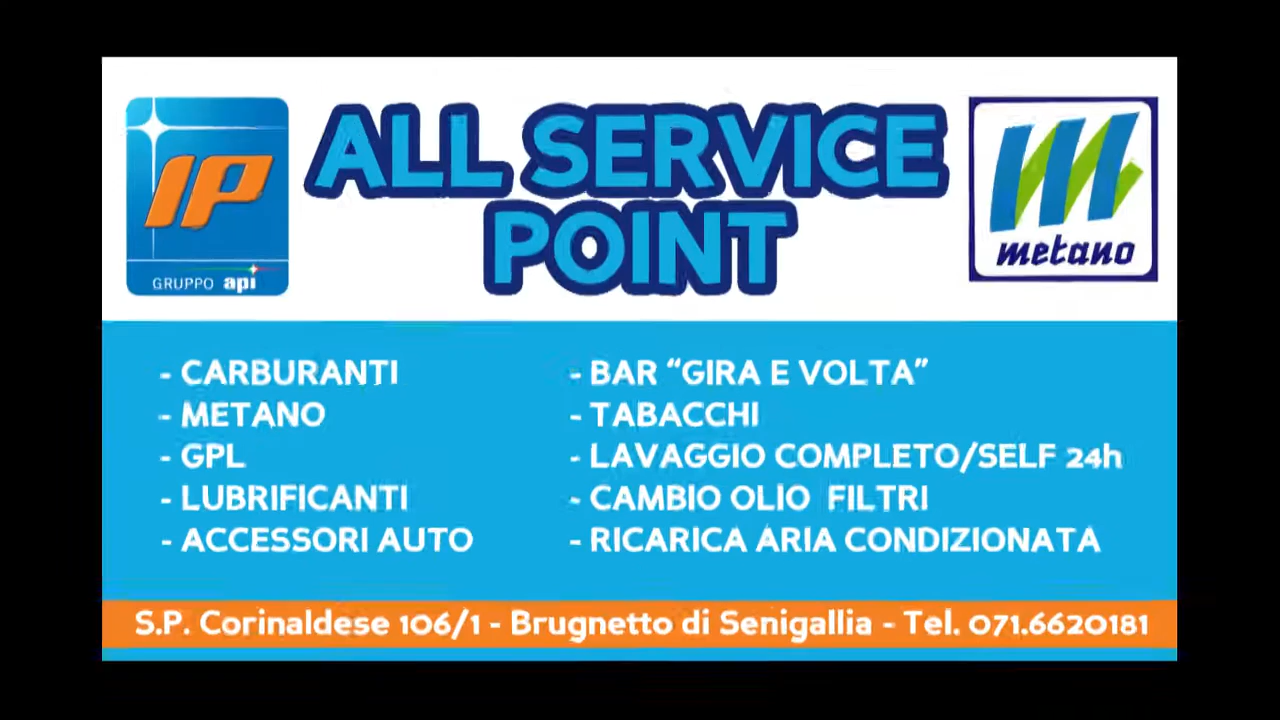 IP
GRUPPO api
ALL SERVICE
POINT
metano
- CARBURANTI
- METANO
- GPL
- LUBRIFICANTI
- ACCESSORI AUTO
- BAR “GIRA E VOLTA”
- TABACCHI
- LAVAGGIO COMPLETO/SELF 24h
- CAMBIO OLIO FILTRI
- RICARICA ARIA CONDIZIONATA
S.P. Corinaldese 106/1 - Brugnetto di Senigallia - Tel. 071.6620181